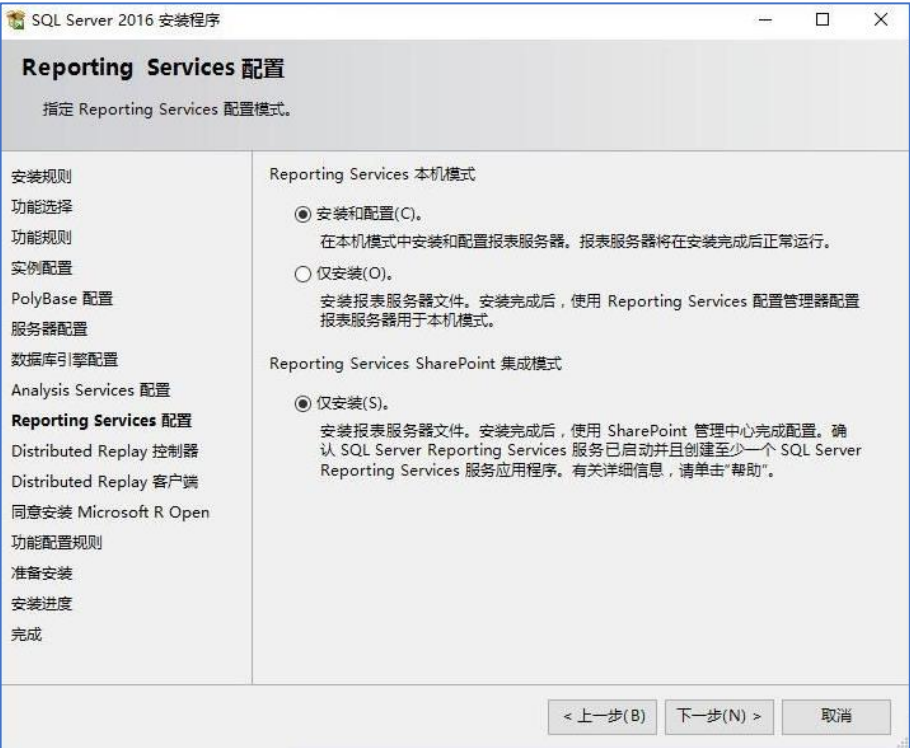 SQL Server 2016 安装程序
Reporting Services 配置
指定 Reporting Services 配置模式。
安装规则
功能选择
功能规则
实例配置
PolyBase 配置
服务器配置
数据库引擎配置
Analysis Services 配置
Reporting Services 配置
Distributed Replay 控制器
Distributed Replay 客户端
同意安装 Microsoft R Open
功能配置规则
准备安装
安装进度
完成
Reporting Services 本机模式
安装和配置(C)。
在本机模式中安装和配置报表服务器。报表服务器将在安装完成后正常运行。
仅安装(O)。
安装报表服务器文件。安装完成后，使用 Reporting Services 配置管理器配置
报表服务器用于本机模式。
Reporting Services SharePoint 集成模式
仅安装(S)。
安装报表服务器文件。安装完成后，使用 SharePoint 管理中心完成配置。确
认 SQL Server Reporting Services 服务已启动并且创建至少一个 SQL Server
Reporting Services 服务应用程序。有关详细信息，请单击"帮助"。
< 上一步(B)
下一步(N) >
取消